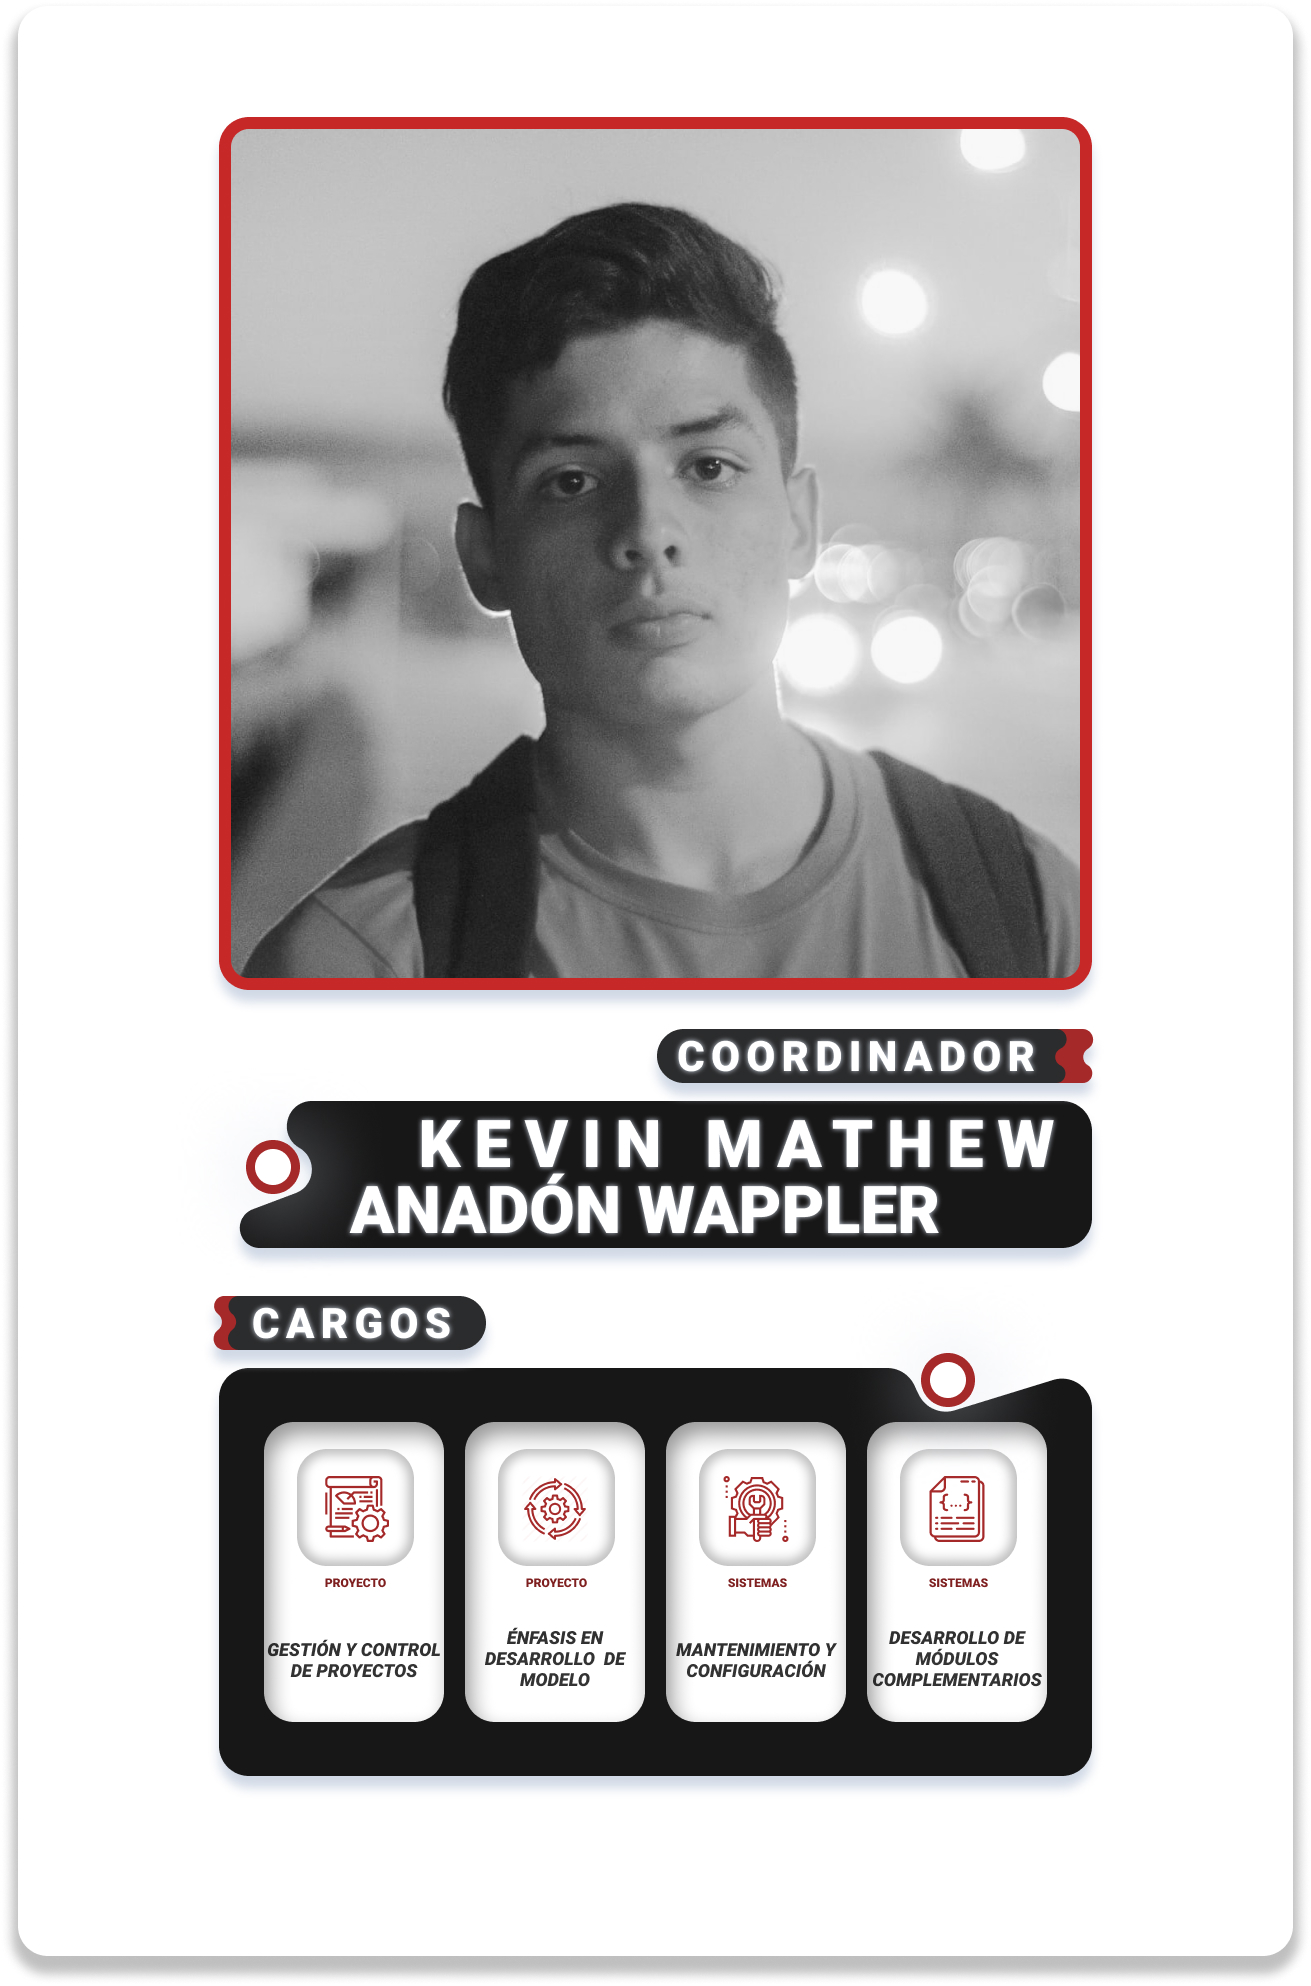 COORDINADOR
KEVIN MATHEW
ANADÓN WAPPLER
CARGOS
PROYECTO
GESTIÓN Y CONTROL
DE PROYECTOS
PROYECTO
ÉNFASIS EN
DESARROLLO DE
MODELO
SISTEMAS
MANTENIMIENTO Y
CONFIGURACIÓN
SISTEMAS
{...}
DESARROLLO DE
MÓDULOS
COMPLEMENTARIOS